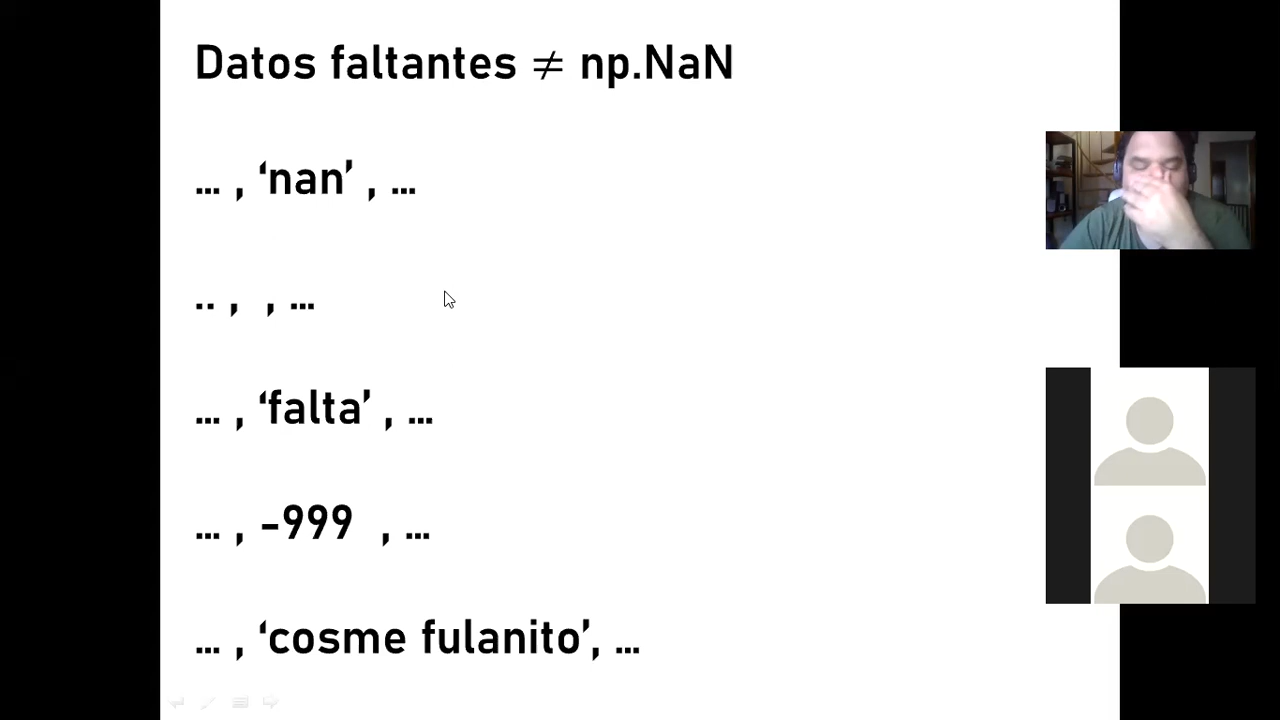 Datos faltantes ≠ np.NaN
... , ‘nan’ , ...
.. , , ...
... , ‘falta’ , ...
... , -999 , ...
... , ‘cosme fulanito’, ...